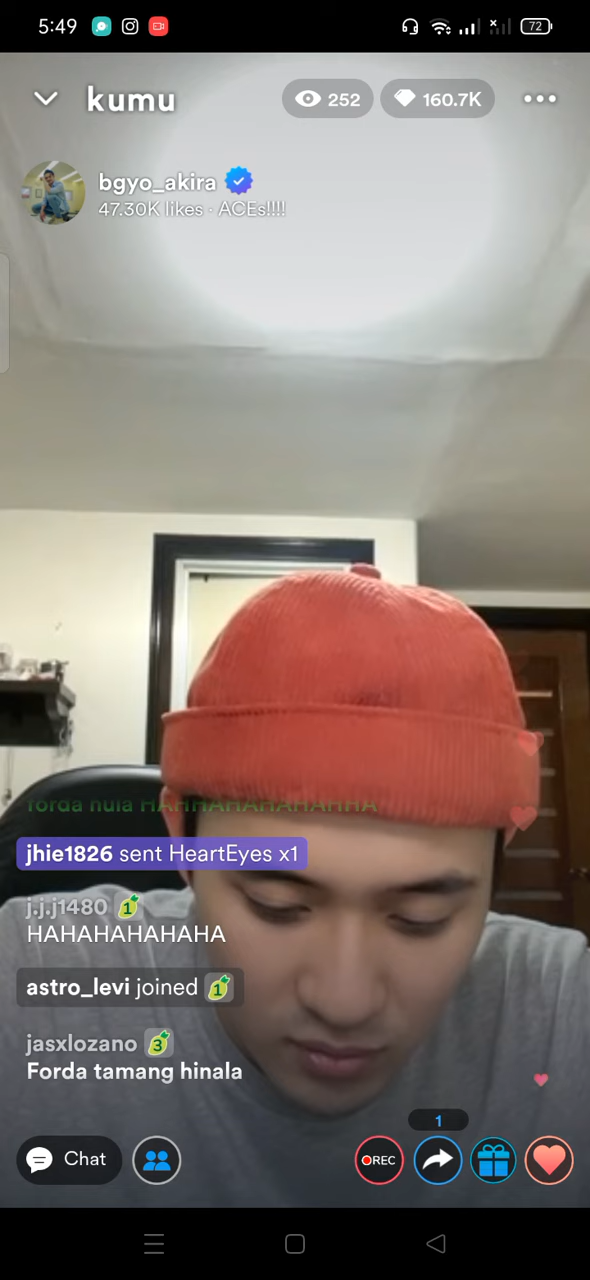 5:49
72
kumu
252
160.7K
bgyo_akira
47.30K likes · ACEs!!!!
forda hula HAHHAHAHAHAHHA
jhie1826 sent HeartEyes x1
j.j.j1480 1
HAHAHAHAHAHA
astro_levi joined 1
jasxlozano 3
Forda tamang hinala
1
Chat
REC